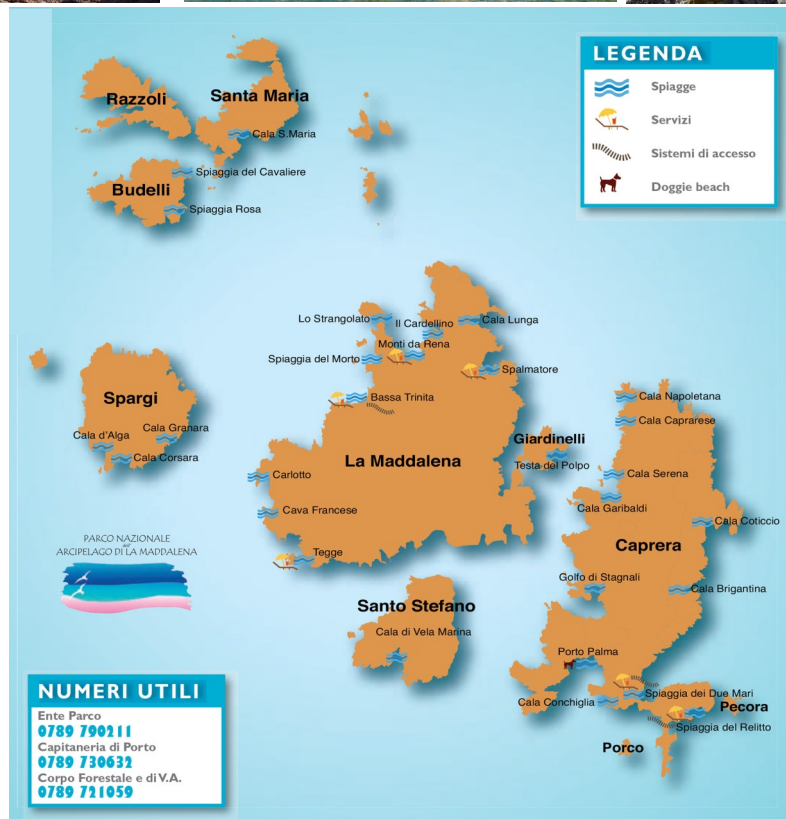 LEGENDA
Spiagge
Servizi
Sistemi di accesso
Doggie beach
Razzoli
Santa Maria
Cala S.Maria
Spiaggia del Cavaliere
Budelli
Spiaggia Rosa
Lo Strangolato
Il Cardellino
Cala Lunga
Monti da Rena
Spiaggia del Morto
Spalmatore
Bassa Trinita
Spargi
Cala Granara
Cala d'Alga
Cala Corsara
Giardinelli
Testa del Polpo
La Maddalena
Carlotto
Cava Francese
Tegge
Cala Napoletana
Cala Caprarese
Cala Serena
Cala Garibaldi
Cala Coticcio
Caprera
Golfo di Stagnali
Cala Brigantina
PARCO NAZIONALE
dell'
ARCIPELAGO DI LA MADDALENA
Santo Stefano
Cala di Vela Marina
Porto Palma
Spiaggia dei Due Mari
Cala Conchiglia
Pecora
Spiaggia del Relitto
Porco
NUMERI UTILI
Ente Parco
0789 790211
Capitaneria di Porto
0789 730632
Corpo Forestale e di V.A.
0789 721059